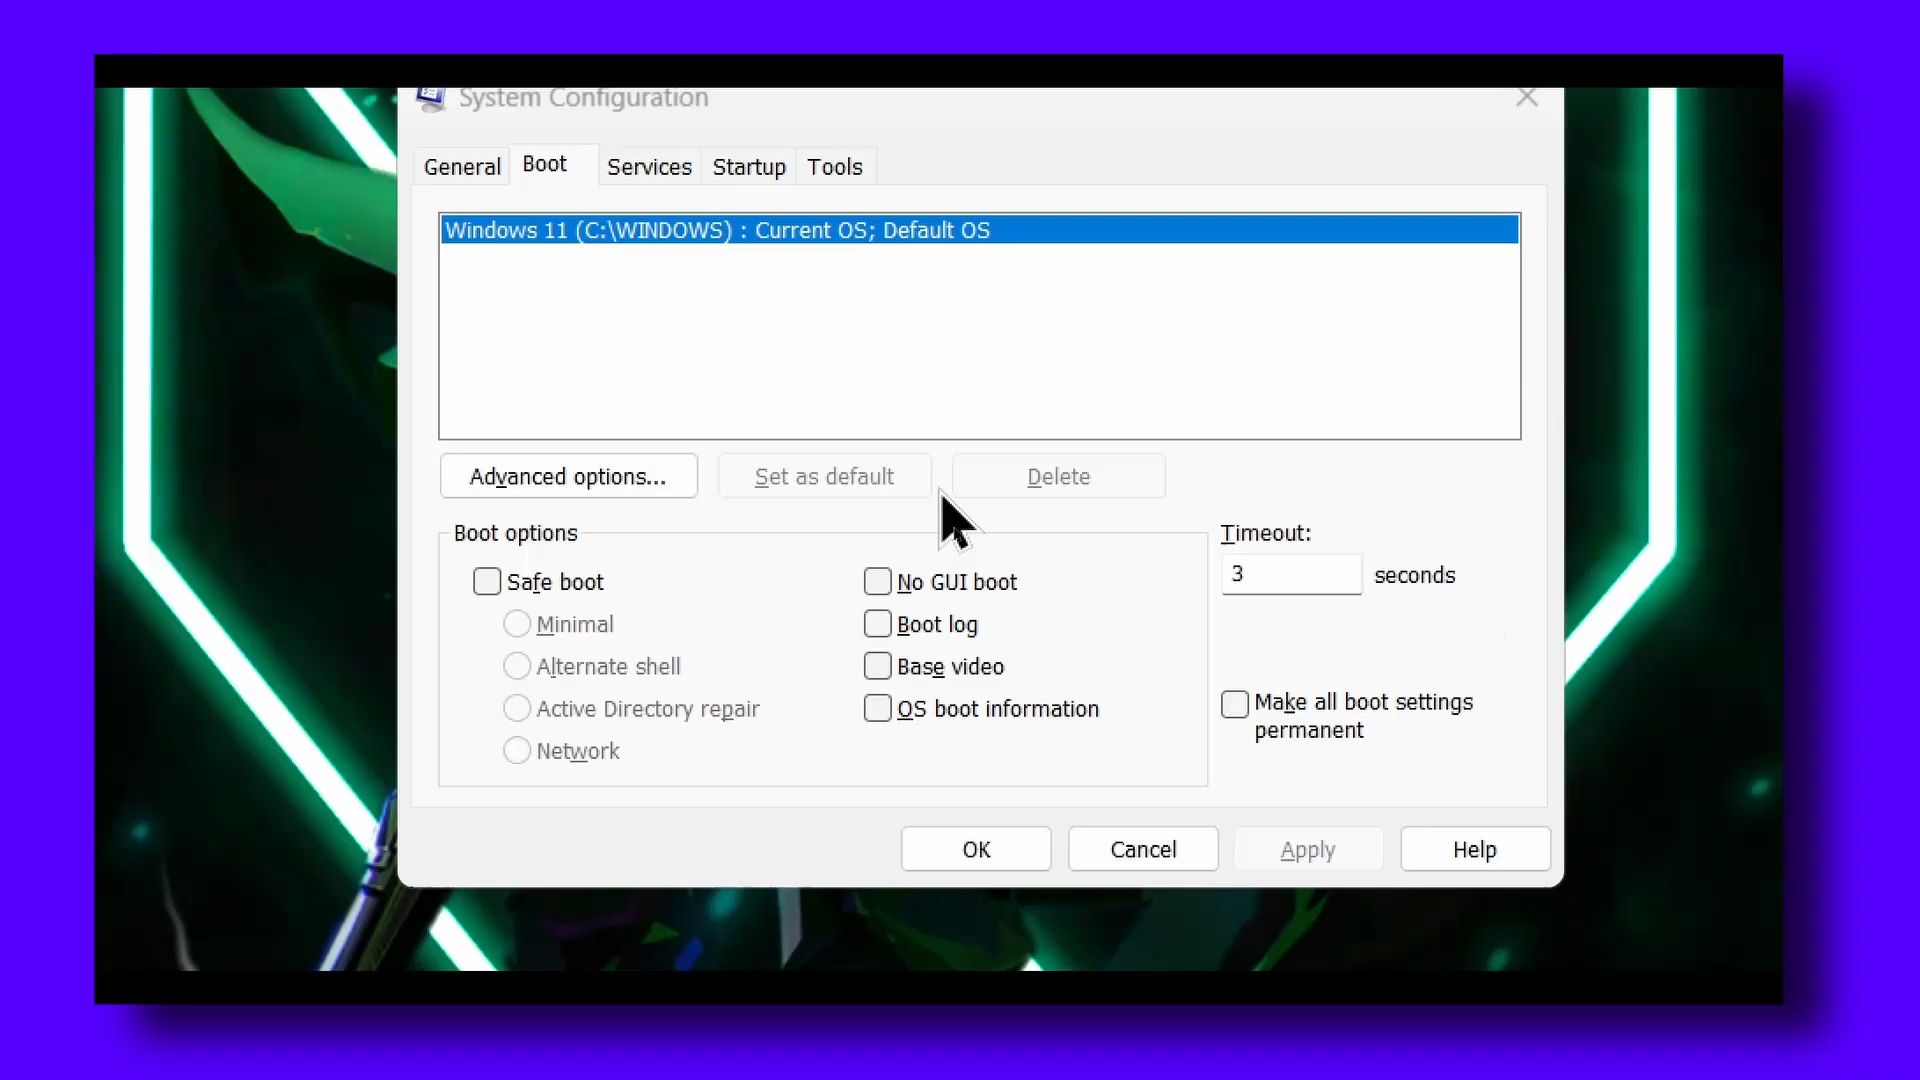 System Configuration
General Boot Services Startup Tools
Windows 11 (C:\WINDOWS) : Current OS; Default OS
Advanced options... Set as default Delete
Boot options
Timeout:
Safe boot
No GUI boot
3 seconds
Minimal
Boot log
Alternate shell
Base video
Active Directory repair
OS boot information
Make all boot settings
permanent
Network
OK Cancel Apply Help